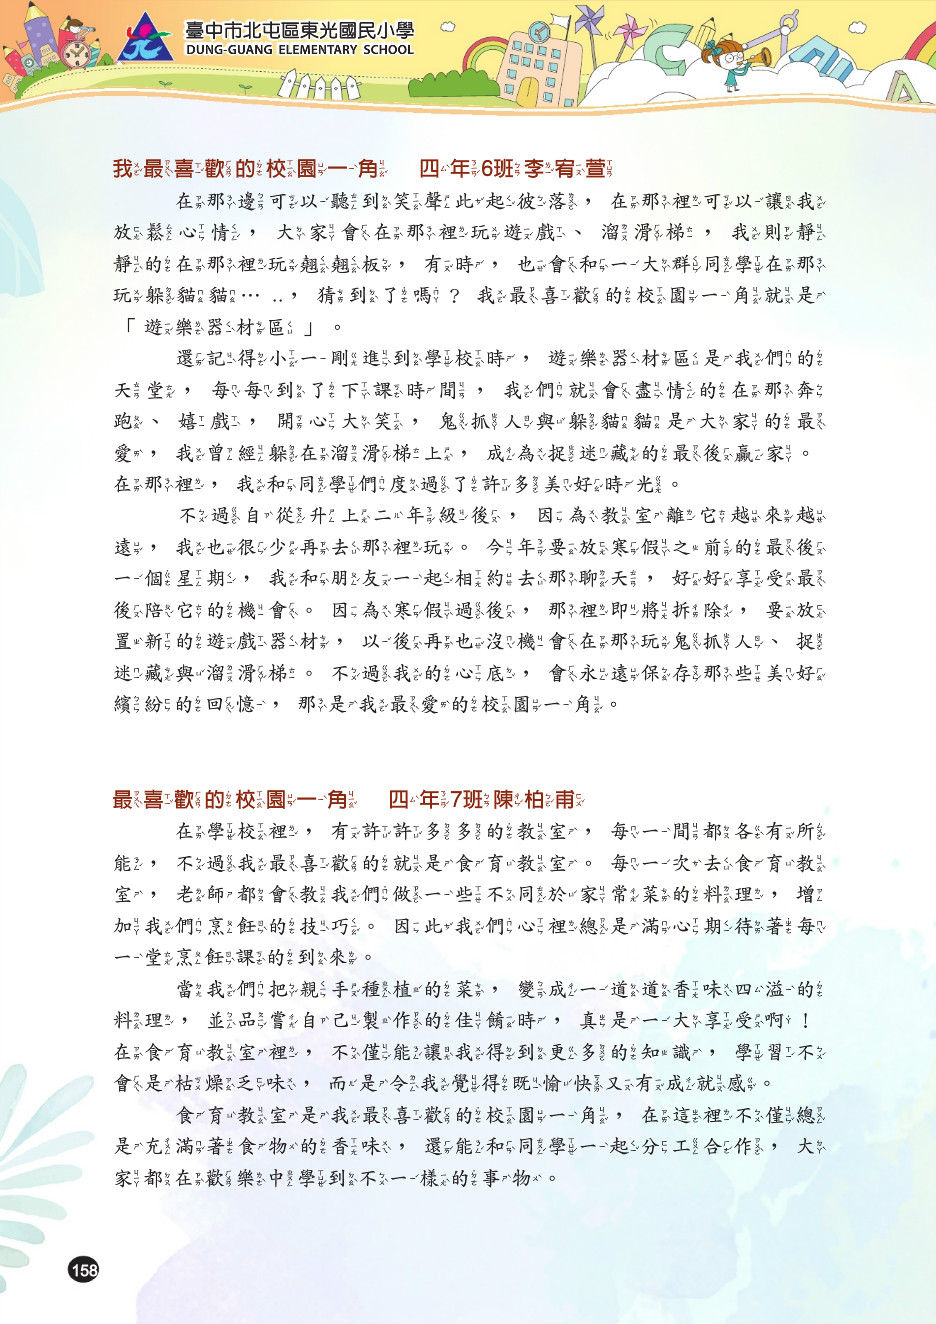 臺中市北屯區東光國民小學
DUNG-GUANG ELEMENTARY SCHOOL
我最喜歡的校園一角 四年6班李宥萱
在那邊可以聽到笑聲此起彼落，在那裡可以讓我
放鬆心情，大家會在那裡玩遊戲、溜滑梯，我則靜
靜的在那裡玩翹翹板，有時，也會和一大群同學在那
玩躲貓貓…..，猜到了嗎？我最喜歡的校園一角就是
「遊樂器材區」。
還記得小一剛進到學校時，遊樂器材區是我們的
天堂，每每到了下課時間，我們就會盡情的在那奔
跑、嬉戲，開心大笑，鬼抓人與躲貓貓是大家的最
愛，我曾經躲在溜滑梯上，成為捉迷藏的最後贏家。
在那裡，我和同學們度過了許多美好時光。
不過自從升上二年級後，因為教室離它越來越
遠，我也很少再去那裡玩。今年要放寒假之前的最後
一個星期，我和朋友一起相約去那聊天，好好享受最
後陪它的機會。因為寒假過後，那裡即將拆除，要放
置新的遊戲器材，以後再也沒機會在那玩鬼抓人、捉
迷藏與溜滑梯。不過我的心底，會永遠保存那些美好
繽紛的回憶，那是我最愛的校園一角。
最喜歡的校園一角 四年7班陳柏甫
在學校裡，有許許多多的教室，每一間都各有所
能，不過我最喜歡的就是食育教室。每一次去食育教
室，老師都會教我們做一些不同於家常菜的料理，增
加我們烹飪的技巧。因此我們心裡總是滿心期待著每
一堂烹飪課的到來。
當我們把親手種植的菜，變成一道道香味四溢的
料理，並品嘗自己製作的佳餚時，真是一大享受啊！
在食育教室裡，不僅能讓我得到更多的知識，學習不
會是枯燥乏味，而是令我覺得既愉快又有成就感。
食育教室是我最喜歡的校園一角，在這裡不僅總
是充滿著食物的香味，還能和同學一起分工合作，大
家都在歡樂中學到不一樣的事物。
158